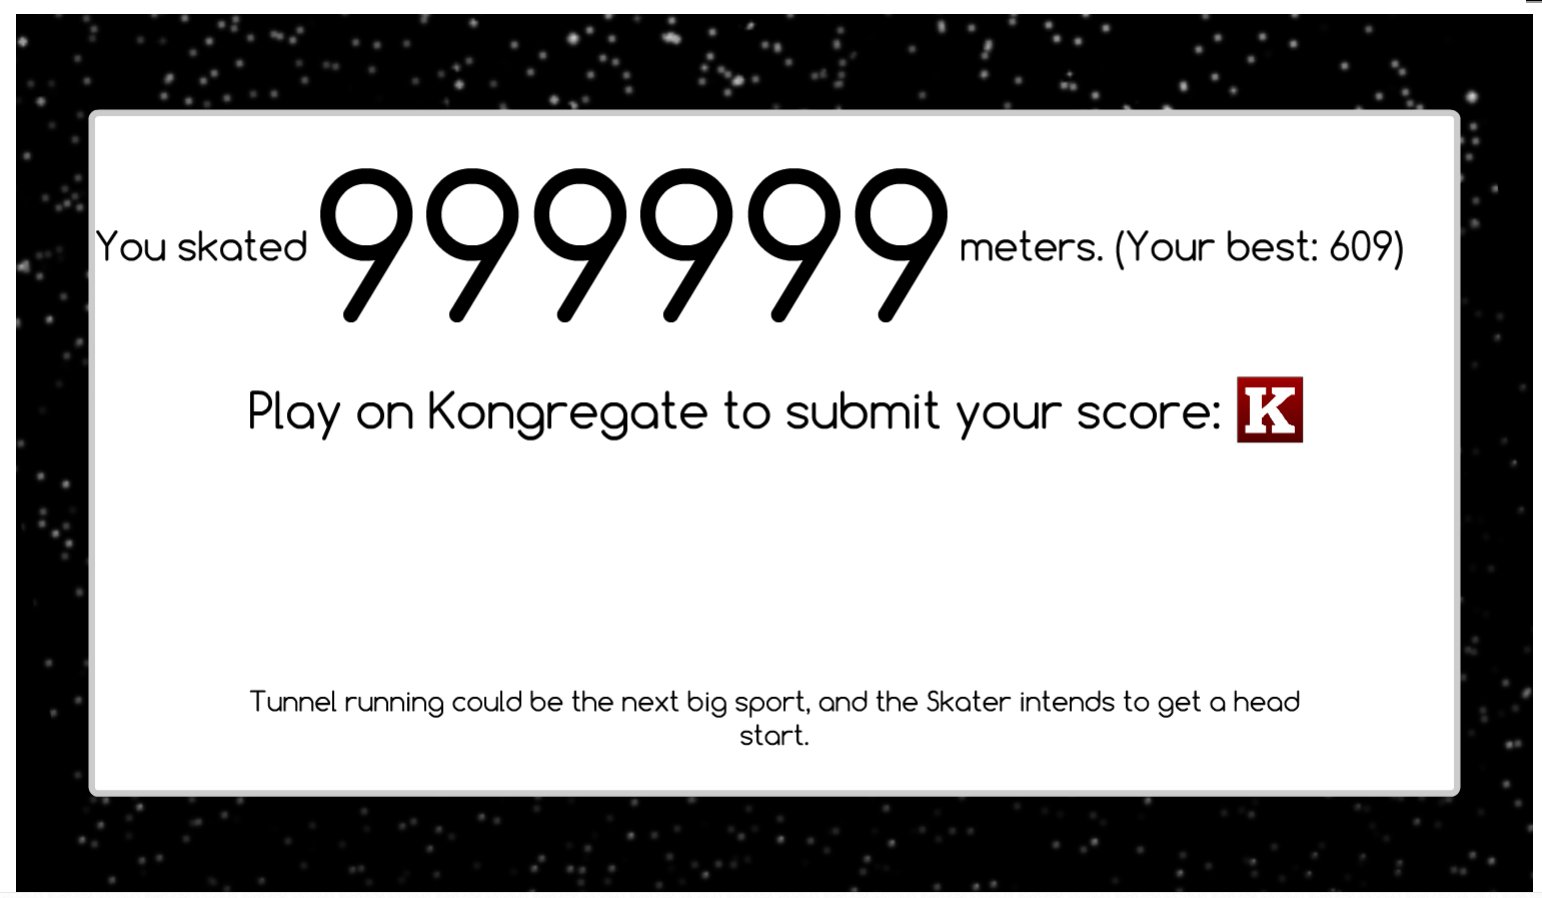 You skated 999999 meters. (Your best: 609)
Play on Kongregate to submit your score: K
Tunnel running could be the next big sport, and the Skater intends to get a head
start.